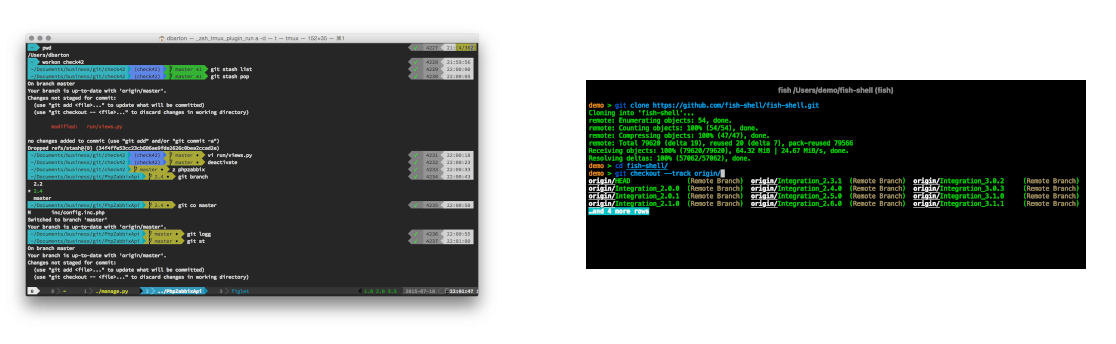 dbarton — _zsh_tmux_plugin_run a -d — t — tmux — 152×35 — ⌘1
pwd
/Users/dbarton
workon check42
~/Documents/business/git/check42 (check42) master git stash list
~/Documents/business/git/check42 (check42) master git stash pop
On branch master
Your branch is up-to-date with 'origin/master'.
Changes not staged for commit:
(use "git add <file>..." to update what will be committed)
(use "git checkout -- <file>..." to discard changes in working directory)
modified: run/views.py
no changes added to commit (use "git add" and/or "git commit -a")
~/Documents/business/git/check42 (check42) master vi run/views.py
~/Documents/business/git/check42 (check42) master deactivate
~/Documents/business/git/check42 master z phpzabbix
~/Documents/business/git/PhpZabbixApi 2.4 git branch
2.2
* 2.4
master
~/Documents/business/git/PhpZabbixApi 2.4 git co master
M inc/config.inc.php
Switched to branch 'master'
Your branch is up-to-date with 'origin/master'.
~/Documents/business/git/PhpZabbixApi master git logg
~/Documents/business/git/PhpZabbixApi master git st
On branch master
Your branch is up-to-date with 'origin/master'.
Changes not staged for commit:
(use "git add <file>..." to update what will be committed)
(use "git checkout -- <file>..." to discard changes in working directory)
0 0 ~ 1 ./manage.py 2 ../PhpZabbixApi 3 Figlet 23:01:47
fish /Users/demo/fish-shell (fish)
demo > git clone https://github.com/fish-shell/fish-shell.git
Cloning into 'fish-shell'...
remote: Enumerating objects: 54, done.
remote: Counting objects: 100% (54/54), done.
remote: Compressing objects: 100% (47/47), done.
remote: Total 79620 (delta 19), reused 20 (delta 7), pack-reused 79566
Receiving objects: 100% (79620/79620), 64.32 MiB | 24.67 MiB/s, done.
Resolving deltas: 100% (57062/57062), done.
demo > cd fish-shell/
demo > git checkout --track origin/
origin/HEAD (Remote Branch) origin/Integration_2.3.1 (Remote Branch) origin/Integration_3.0.2 (Remote Branch)
origin/Integration_2.0.0 (Remote Branch) origin/Integration_2.4.0 (Remote Branch) origin/Integration_3.0.3 (Remote Branch)
origin/Integration_2.0.1 (Remote Branch) origin/Integration_2.5.0 (Remote Branch) origin/Integration_3.1.0 (Remote Branch)
origin/Integration_2.1.0 (Remote Branch) origin/Integration_2.6.0 (Remote Branch) origin/Integration_3.1.1 (Remote Branch)
…and 4 more rows